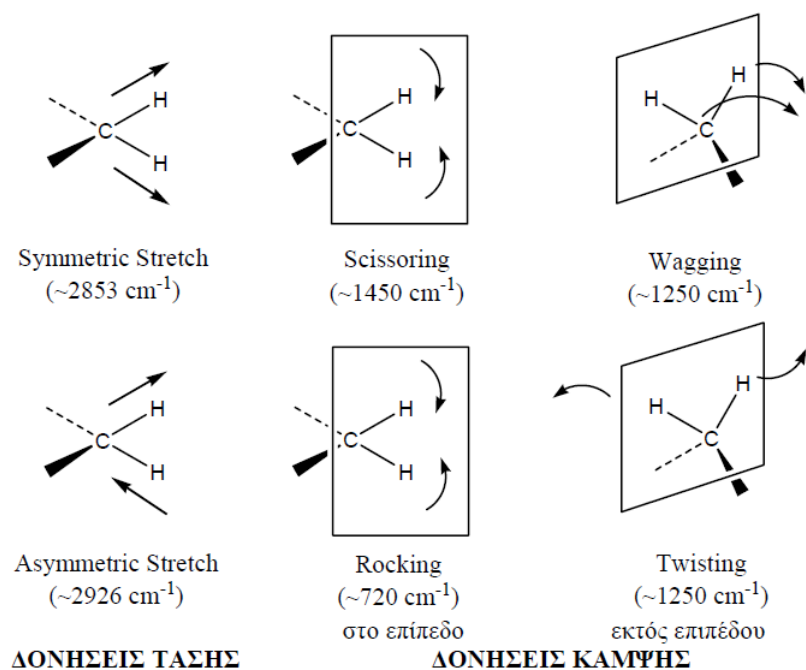 H
C
H
Symmetric Stretch
(~2853 cm-1)
H
C
H
Scissoring
(~1450 cm-1)
H
H
C
Wagging
(~1250 cm-1)
H
C
H
Asymmetric Stretch
(~2926 cm-1)
H
C
H
Rocking
(~720 cm-1)
στο επίπεδο
H
H
C
Twisting
(~1250 cm-1)
εκτός επιπέδου
ΔΟΝΗΣΕΙΣ ΤΑΣΗΣ
ΔΟΝΗΣΕΙΣ ΚΑΜΨΗΣ